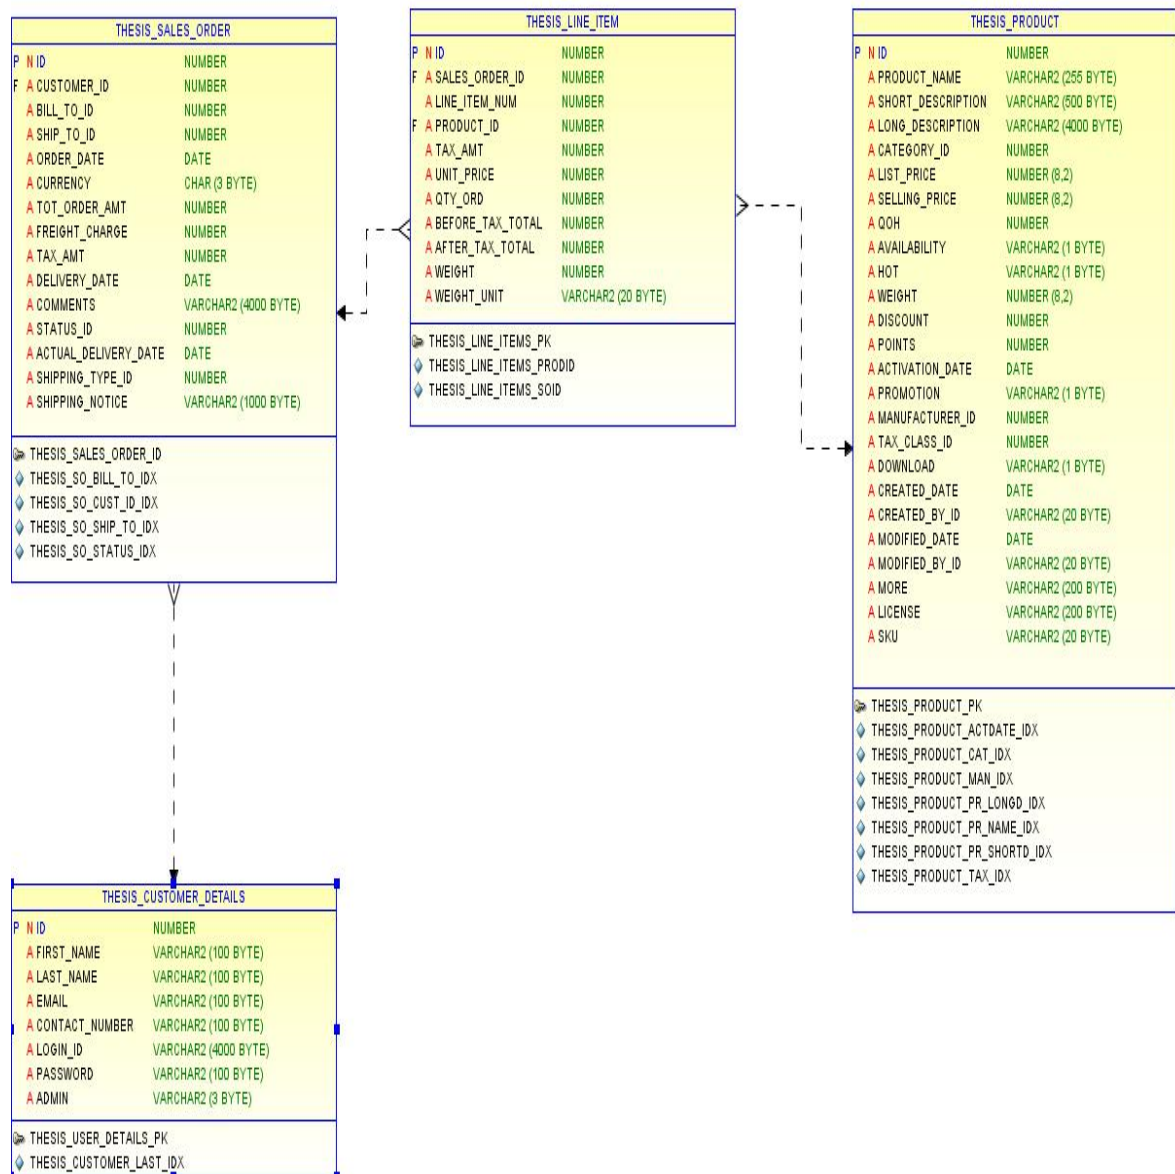 THESIS_SALES_ORDER
P N ID NUMBER
F A CUSTOMER_ID NUMBER
A BILL_TO_ID NUMBER
A SHIP_TO_ID NUMBER
A ORDER_DATE DATE
A CURRENCY CHAR (3 BYTE)
A TOT_ORDER_AMT NUMBER
A FREIGHT_CHARGE NUMBER
A TAX_AMT NUMBER
A DELIVERY_DATE DATE
A COMMENTS VARCHAR2 (4000 BYTE)
A STATUS_ID NUMBER
A ACTUAL_DELIVERY_DATE DATE
A SHIPPING_TYPE_ID NUMBER
A SHIPPING_NOTICE VARCHAR2 (1000 BYTE)
THESIS_SALES_ORDER_ID
THESIS_SO_BILL_TO_IDX
THESIS_SO_CUST_ID_IDX
THESIS_SO_SHIP_TO_IDX
THESIS_SO_STATUS_IDX
THESIS_LINE_ITEM
P N ID NUMBER
F A SALES_ORDER_ID NUMBER
A LINE_ITEM_NUM NUMBER
F A PRODUCT_ID NUMBER
A TAX_AMT NUMBER
A UNIT_PRICE NUMBER
A QTY_ORD NUMBER
A BEFORE_TAX_TOTAL NUMBER
A AFTER_TAX_TOTAL NUMBER
A WEIGHT NUMBER
A WEIGHT_UNIT VARCHAR2 (20 BYTE)
THESIS_LINE_ITEMS_PK
THESIS_LINE_ITEMS_PRODID
THESIS_LINE_ITEMS_SOID
THESIS_PRODUCT
P N ID NUMBER
A PRODUCT_NAME VARCHAR2 (255 BYTE)
A SHORT_DESCRIPTION VARCHAR2 (500 BYTE)
A LONG_DESCRIPTION VARCHAR2 (4000 BYTE)
A CATEGORY_ID NUMBER
A LIST_PRICE NUMBER (8,2)
A SELLING_PRICE NUMBER (8,2)
A QOH NUMBER
A AVAILABILITY VARCHAR2 (1 BYTE)
A HOT VARCHAR2 (1 BYTE)
A WEIGHT NUMBER (8,2)
A DISCOUNT NUMBER
A POINTS NUMBER
A ACTIVATION_DATE DATE
A PROMOTION VARCHAR2 (1 BYTE)
A MANUFACTURER_ID NUMBER
A TAX_CLASS_ID NUMBER
A DOWNLOAD VARCHAR2 (1 BYTE)
A CREATED_DATE DATE
A CREATED_BY_ID VARCHAR2 (20 BYTE)
A MODIFIED_DATE DATE
A MODIFIED_BY_ID VARCHAR2 (20 BYTE)
A MORE VARCHAR2 (200 BYTE)
A LICENSE VARCHAR2 (200 BYTE)
A SKU VARCHAR2 (20 BYTE)
THESIS_PRODUCT_PK
THESIS_PRODUCT_ACTDATE_IDX
THESIS_PRODUCT_CAT_IDX
THESIS_PRODUCT_MAN_IDX
THESIS_PRODUCT_PR_LONGD_IDX
THESIS_PRODUCT_PR_NAME_IDX
THESIS_PRODUCT_PR_SHORTD_IDX
THESIS_PRODUCT_TAX_IDX
THESIS_CUSTOMER_DETAILS
P N ID NUMBER
A FIRST_NAME VARCHAR2 (100 BYTE)
A LAST_NAME VARCHAR2 (100 BYTE)
A EMAIL VARCHAR2 (100 BYTE)
A CONTACT_NUMBER VARCHAR2 (100 BYTE)
A LOGIN_ID VARCHAR2 (4000 BYTE)
A PASSWORD VARCHAR2 (100 BYTE)
A ADMIN VARCHAR2 (3 BYTE)
THESIS_USER_DETAILS_PK
THESIS_CUSTOMER_LAST_IDX